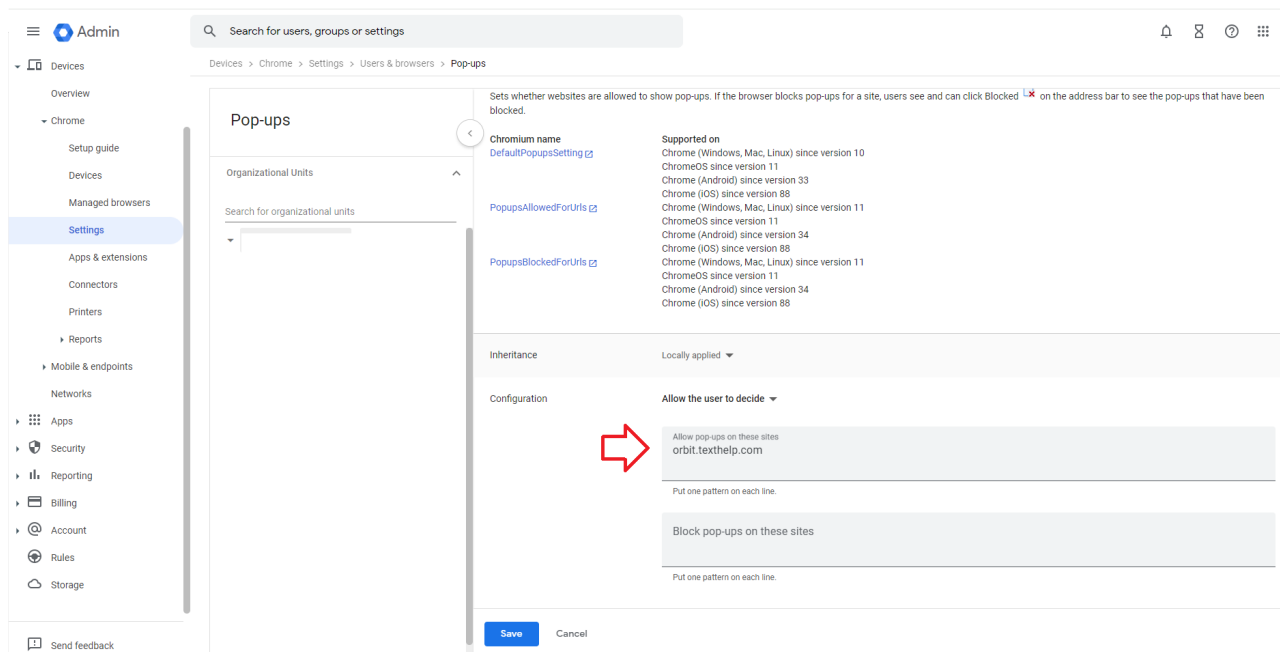 Admin
Search for users, groups or settings
Devices > Chrome > Settings > Users & browsers > Pop-ups
Devices
Overview
Chrome
Setup guide
Devices
Managed browsers
Settings
Apps & extensions
Connectors
Printers
Reports
Mobile & endpoints
Networks
Apps
Security
Reporting
Billing
Account
Rules
Storage
Send feedback
Pop-ups
Organizational Units
Search for organizational units
Sets whether websites are allowed to show pop-ups. If the browser blocks pop-ups for a site, users see and can click Blocked on the address bar to see the pop-ups that have been
blocked.
Chromium name
Supported on
DefaultPopupsSetting
Chrome (Windows, Mac, Linux) since version 10
ChromeOS since version 11
Chrome (Android) since version 33
Chrome (iOS) since version 88
PopupsAllowedForUrls
Chrome (Windows, Mac, Linux) since version 11
ChromeOS since version 11
Chrome (Android) since version 34
Chrome (iOS) since version 88
PopupsBlockedForUrls
Chrome (Windows, Mac, Linux) since version 11
ChromeOS since version 11
Chrome (Android) since version 34
Chrome (iOS) since version 88
Inheritance
Locally applied
Configuration
Allow the user to decide
Allow pop-ups on these sites
orbit.texthelp.com
Put one pattern on each line.
Block pop-ups on these sites
Put one pattern on each line.
Save
Cancel